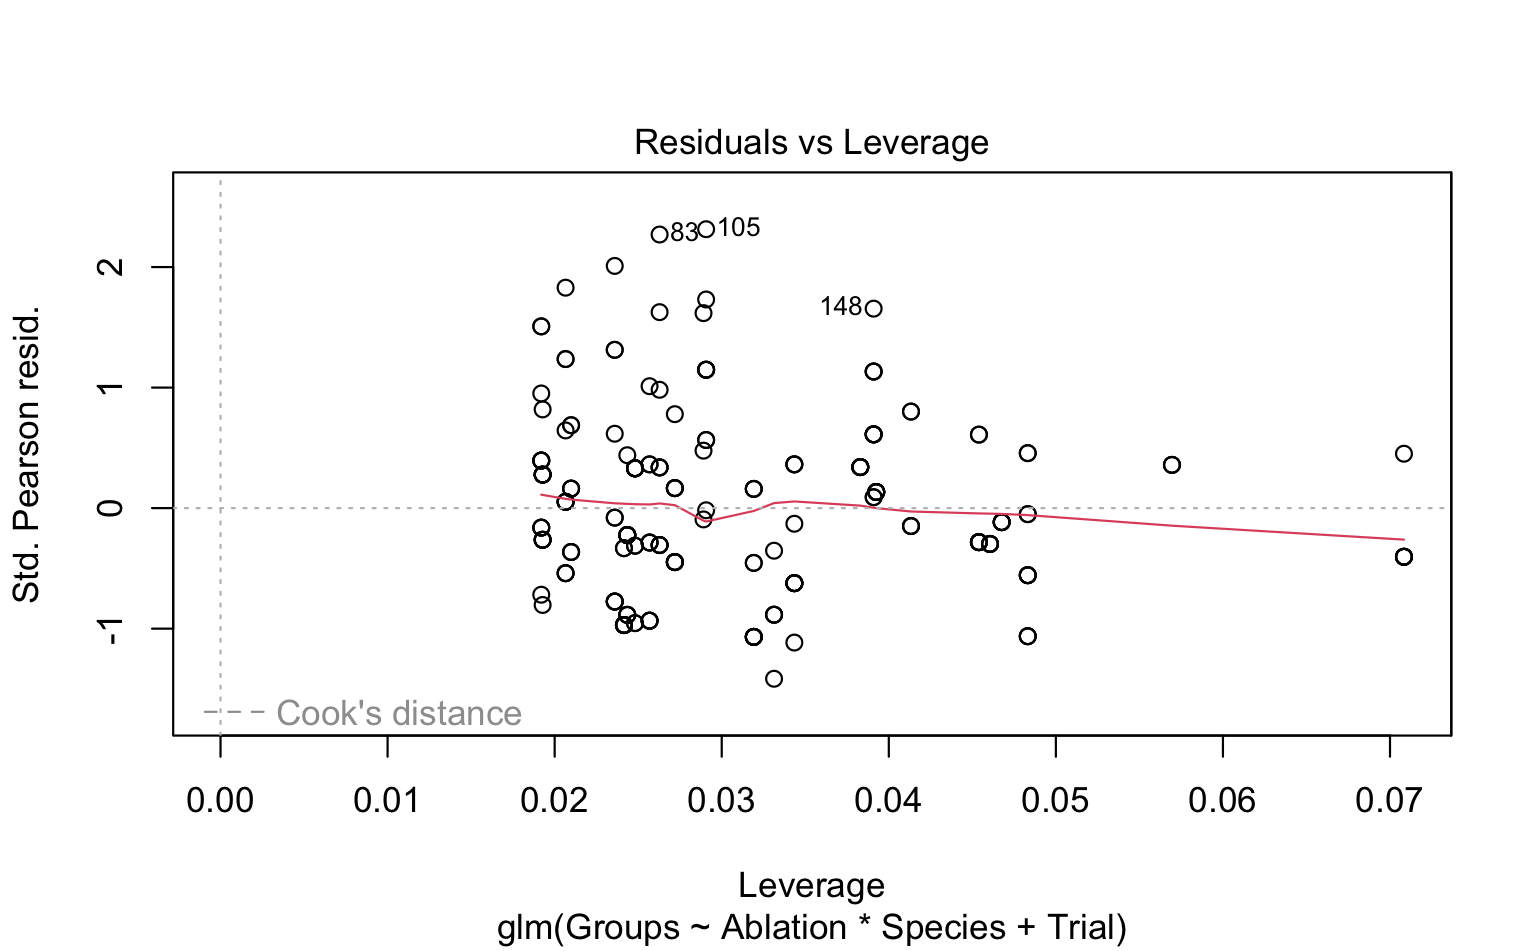 Residuals vs Leverage
Std. Pearson resid.
2
1
0
-1
83
105
148
Cook's distance
0.00 0.01 0.02 0.03 0.04 0.05 0.06 0.07
Leverage
glm(Groups ~ Ablation * Species + Trial)